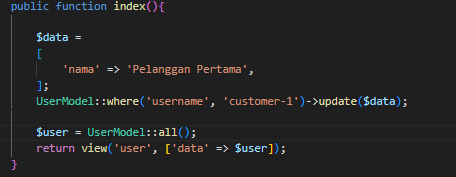 public function index(){
$data =
[
'nama' => 'Pelanggan Pertama',
];
UserModel::where('username', 'customer-1')->update($data);
$user = UserModel::all();
return view('user', ['data' => $user]);
}